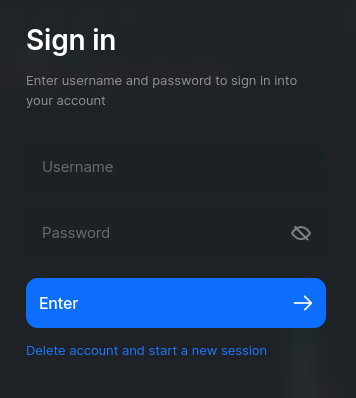 Sign in
Enter username and password to sign in into
your account
Username
Password
Enter
Delete account and start a new session